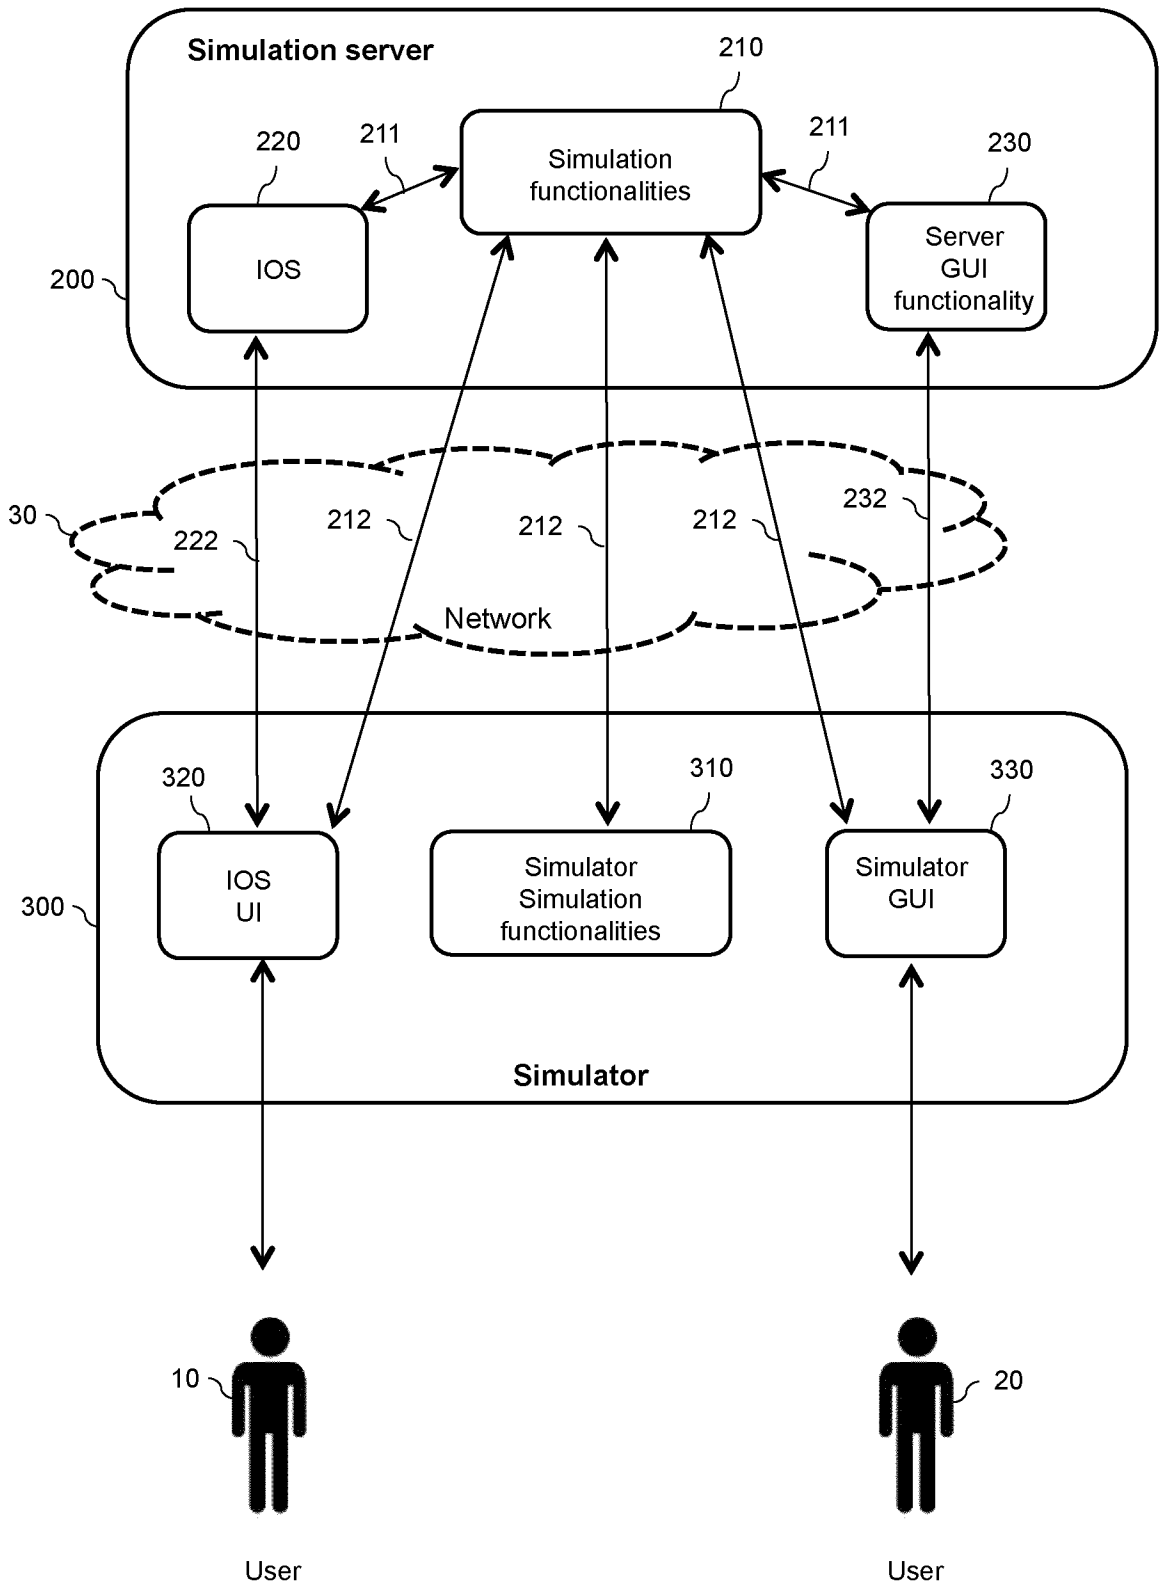 Simulation server
210
211
211
220
230
Simulation
functionalities
Server
GUI
functionality
IOS
200
30
222
212
212
212
232
Network
320
310
330
IOS
UI
Simulator
Simulation
functionalities
Simulator
GUI
300
Simulator
10
20
User
User